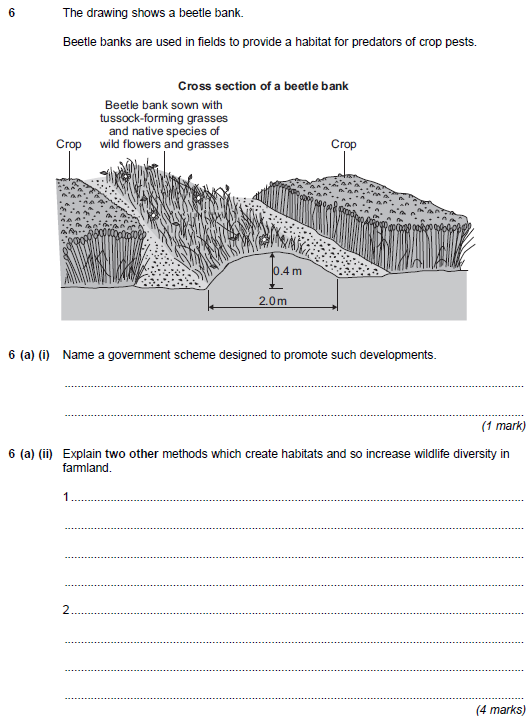 6 The drawing shows a beetle bank.
Beetle banks are used in fields to provide a habitat for predators of crop pests.
Cross section of a beetle bank
Beetle bank sown with
tussock-forming grasses
and native species of
wild flowers and grasses
Crop
Crop
0.4 m
2.0 m
6 (a) (i) Name a government scheme designed to promote such developments.
(1 mark)
6 (a) (ii) Explain two other methods which create habitats and so increase wildlife diversity in
farmland.
1
2
(4 marks)